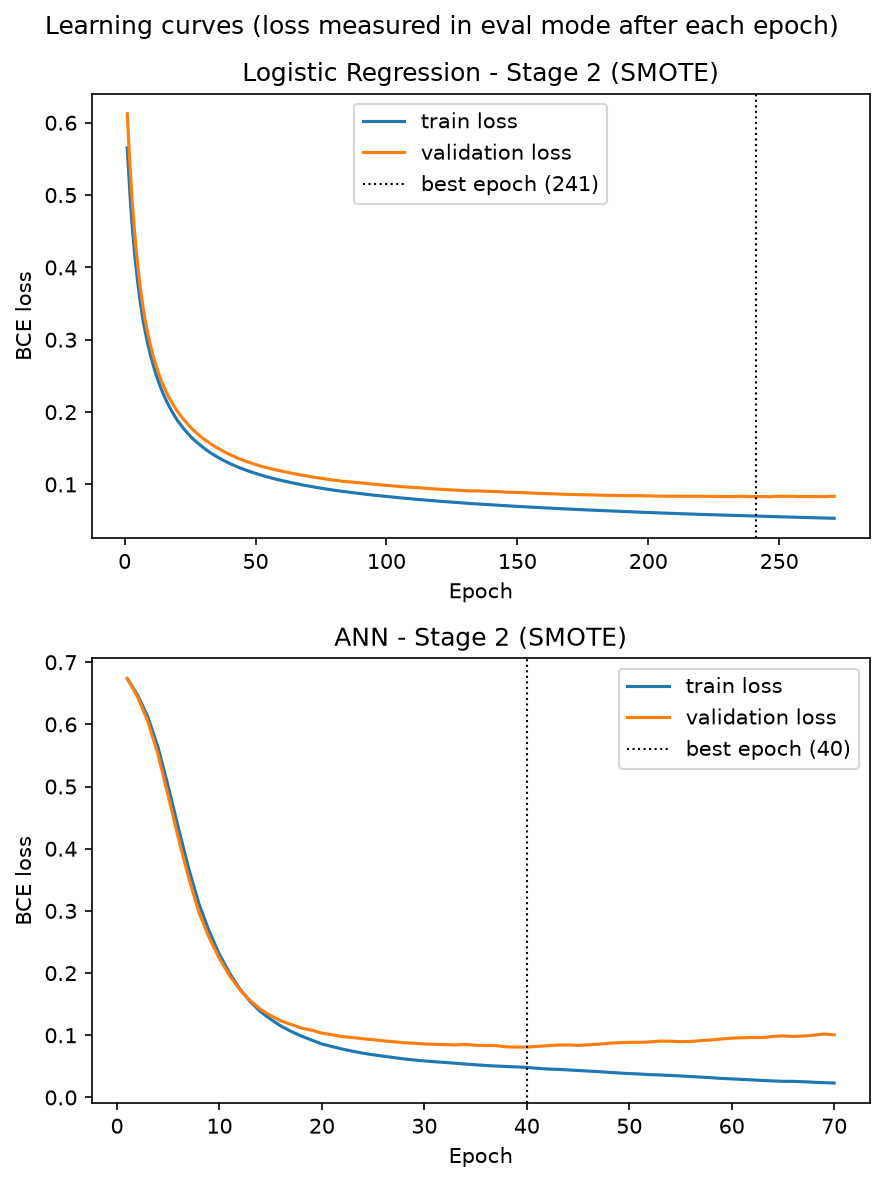 Learning curves (loss measured in eval mode after each epoch)
Logistic Regression - Stage 2 (SMOTE)
train loss
validation loss
best epoch (241)
BCE loss
0.6
0.5
0.4
0.3
0.2
0.1
0
50
100
150
200
250
Epoch
ANN - Stage 2 (SMOTE)
train loss
validation loss
best epoch (40)
BCE loss
0.7
0.6
0.5
0.4
0.3
0.2
0.1
0.0
0
10
20
30
40
50
60
70
Epoch